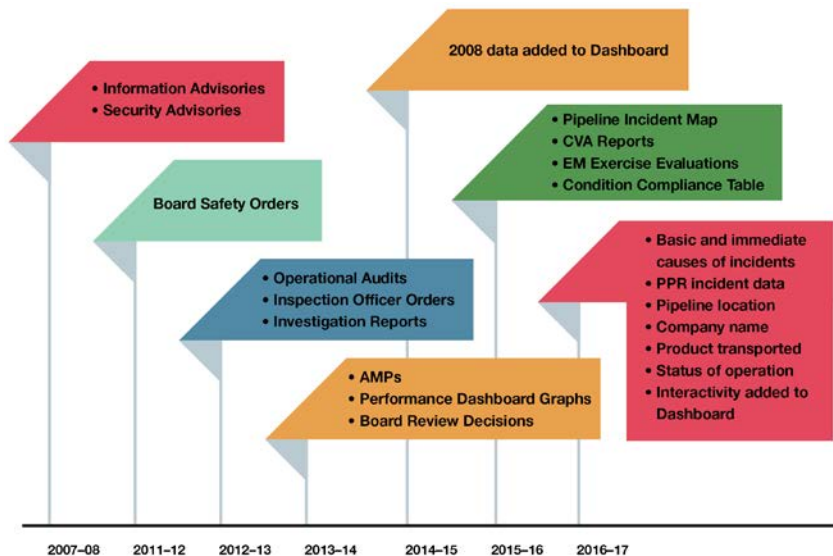 • Information Advisories
• Security Advisories
2008 data added to Dashboard
• Pipeline Incident Map
• CVA Reports
• EM Exercise Evaluations
• Condition Compliance Table
Board Safety Orders
• Basic and immediate
causes of incidents
• PPR incident data
• Pipeline location
• Company name
• Product transported
• Status of operation
• Interactivity added to
Dashboard
• Operational Audits
• Inspection Officer Orders
• Investigation Reports
• AMPs
• Performance Dashboard Graphs
• Board Review Decisions
2007–08
2011–12
2012–13
2013–14
2014–15
2015–16
2016–17